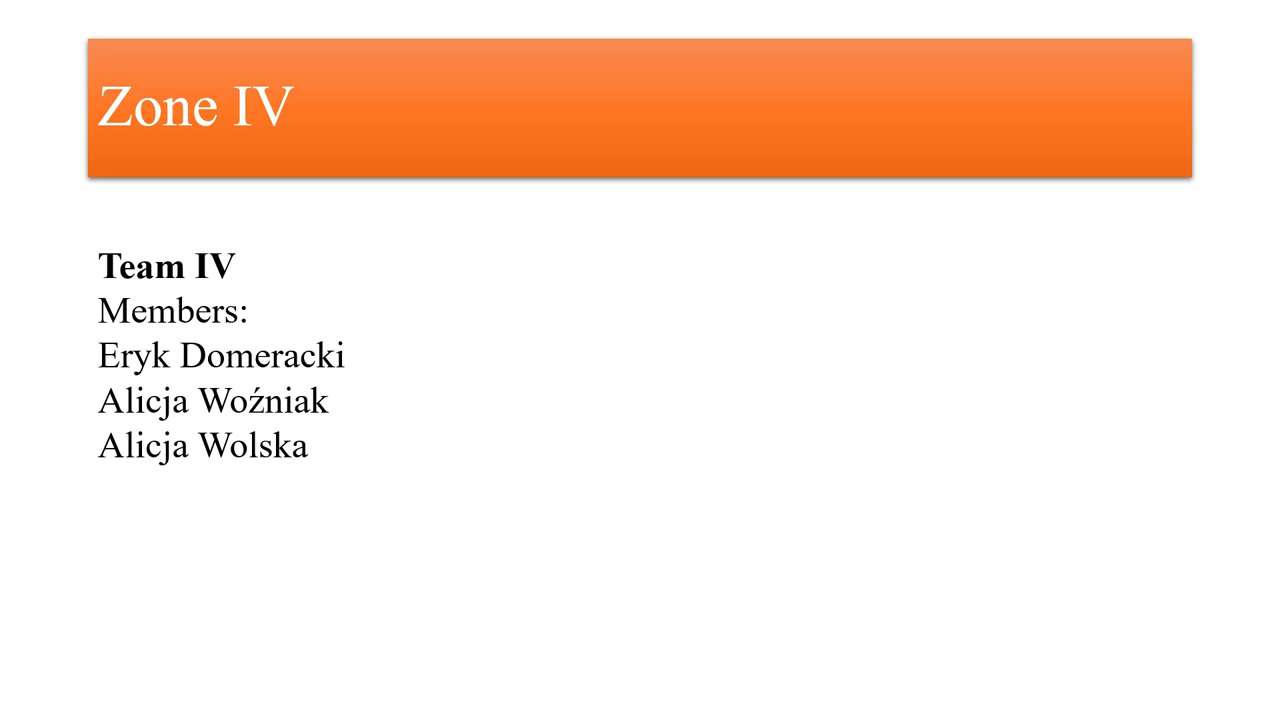 Zone IV
Team IV
Members:
Eryk Domeracki
Alicja Woźniak
Alicja Wolska